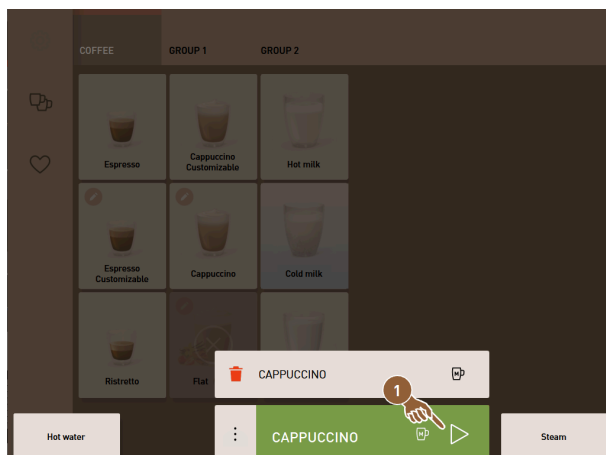 COFFEE GROUP 1 GROUP 2
Espresso
Cappuccino
Customizable
Hot milk
Espresso
Customizable
Cappuccino
Cold milk
Ristretto
Flat
CAPPUCCINO M
1
Hot water
CAPPUCCINO M
Steam